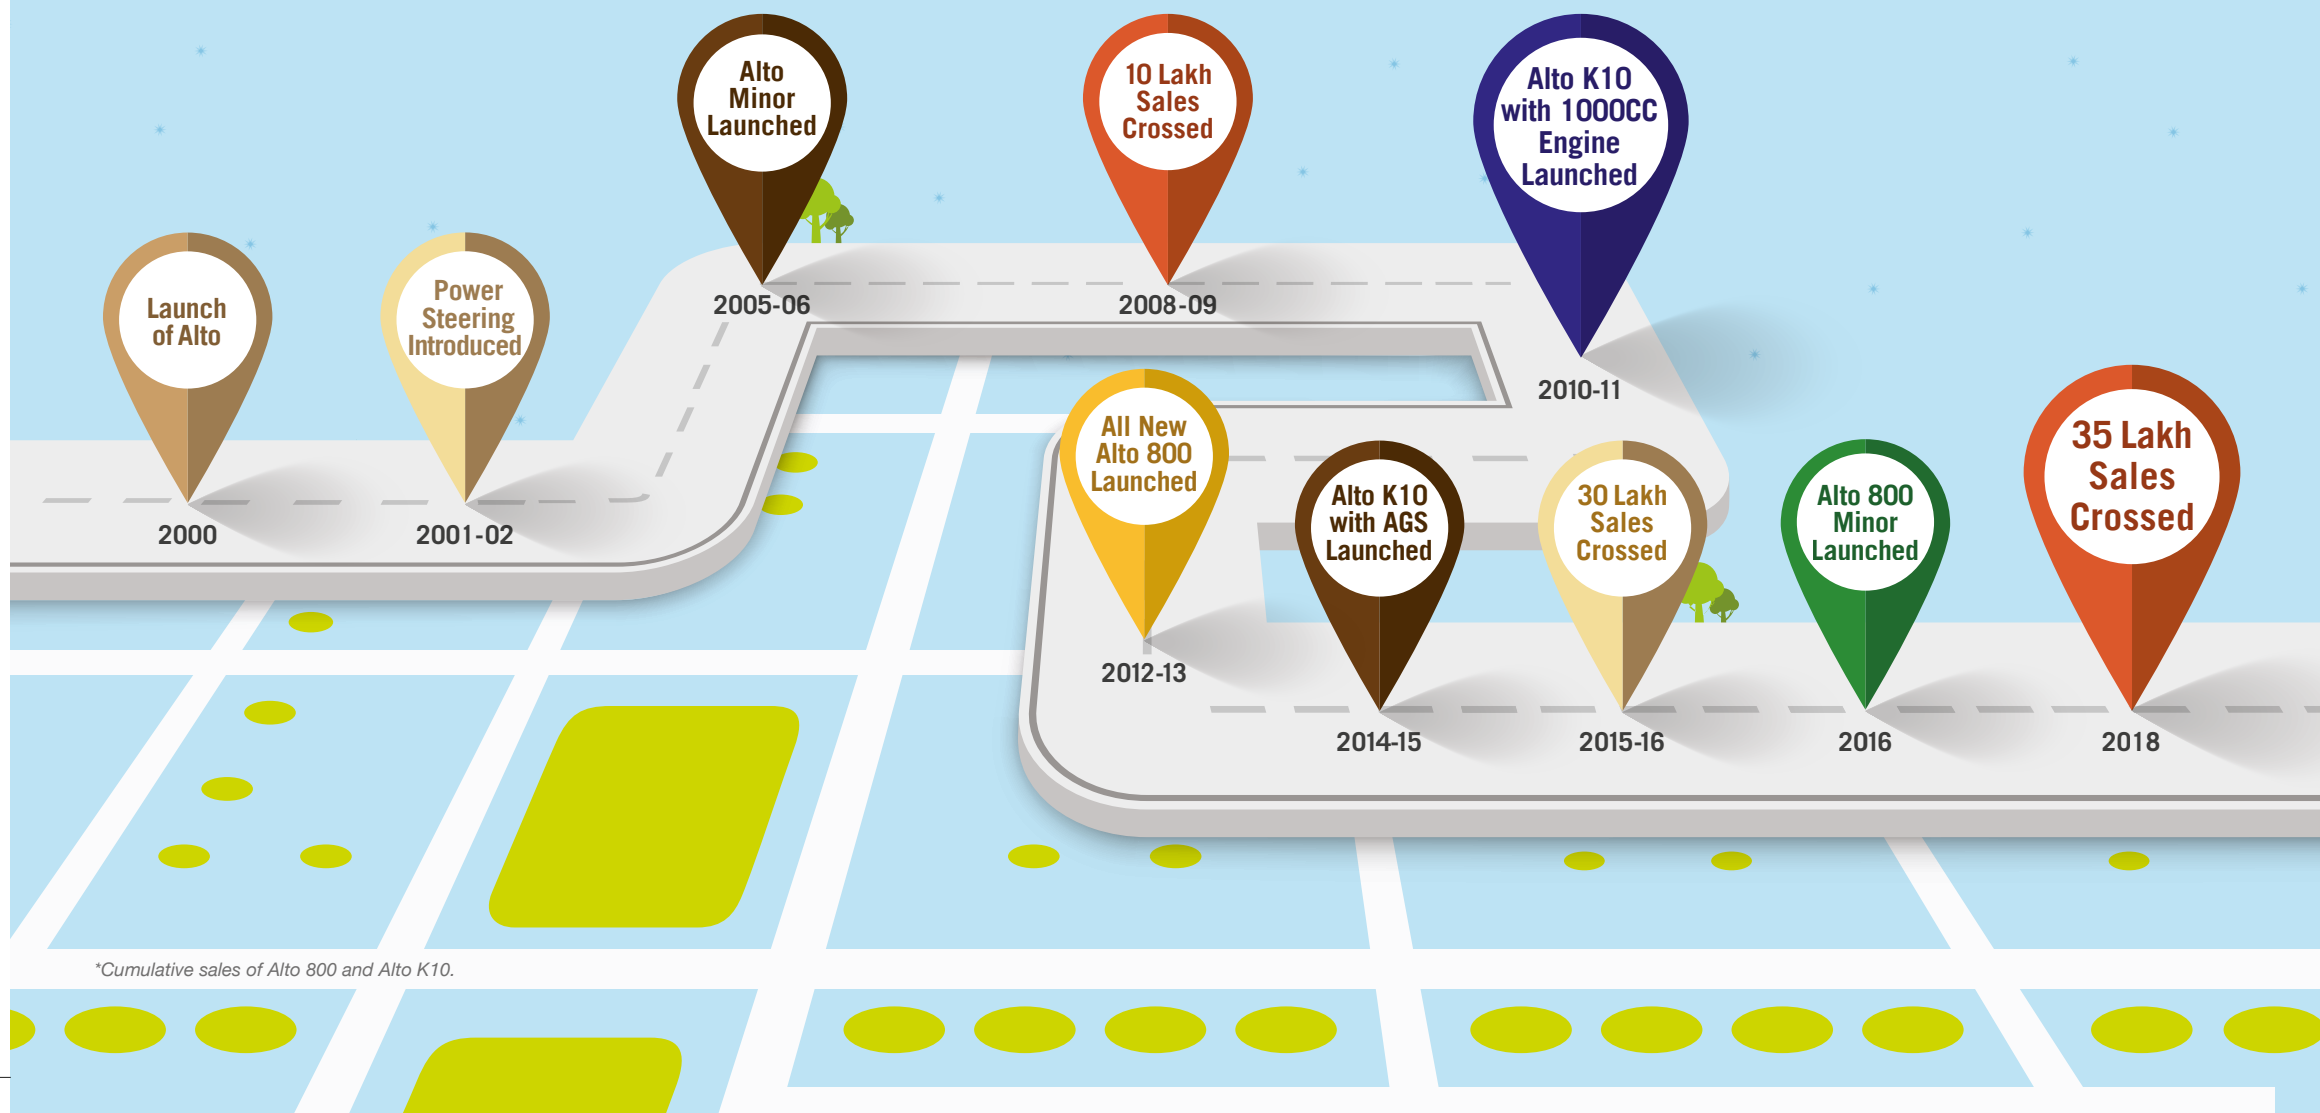 Launch
of Alto
2000
Power
Steering
Introduced
2001-02
Alto
Minor
Launched
2005-06
10 Lakh
Sales
Crossed
2008-09
Alto K10
with 1000CC
Engine
Launched
2010-11
All New
Alto 800
Launched
2012-13
Alto K10
with AGS
Launched
2014-15
30 Lakh
Sales
Crossed
2015-16
Alto 800
Minor
Launched
2016
35 Lakh
Sales
Crossed
2018
*Cumulative sales of Alto 800 and Alto K10.